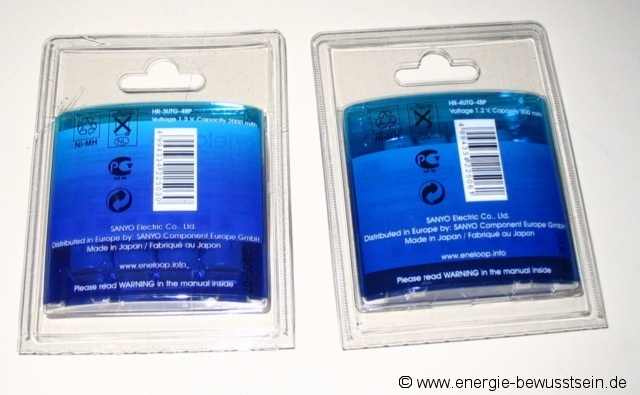 HR-3UTG-4BP
Voltage 1.2 V, Capacity 2000 mAh
Ni-MH
NL
SANYO Electric Co., Ltd.
Distributed in Europe by: SANYO Component Europe GmbH
Made in Japan / Fabriqué au Japon
www.eneloop.info
Please read WARNING in the manual inside
HR-4UTG-4BP
Voltage 1.2 V, Capacity 800 mAh
SANYO Electric Co., Ltd.
Distributed in Europe by: SANYO Component Europe GmbH
Made in Japan / Fabriqué au Japon
www.eneloop.info
Please read WARNING in the manual inside
© www.energie-bewusstsein.de